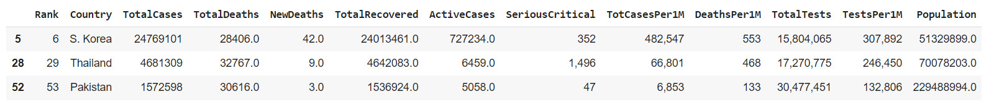 Rank Country TotalCases TotalDeaths NewDeaths TotalRecovered ActiveCases SeriousCritical TotCasesPer1M DeathsPer1M TotalTests TestsPer1M Population
5 6 S. Korea 24769101 28406.0 42.0 24013461.0 727234.0 352 482,547 553 15,804,065 307,892 51329899.0
28 29 Thailand 4681309 32767.0 9.0 4642083.0 6459.0 1,496 66,801 468 17,270,775 246,450 70078203.0
52 53 Pakistan 1572598 30616.0 3.0 1536924.0 5058.0 47 6,853 133 30,477,451 132,806 229488994.0